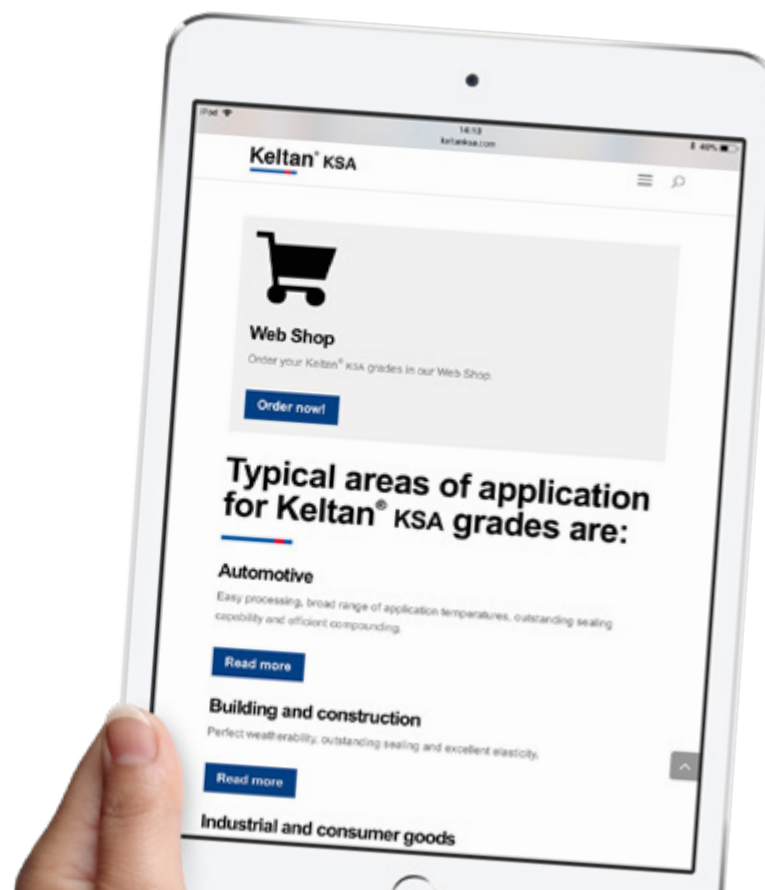 iPad
14:13
40%
keltanksa.com
Keltan® KSA
Web Shop
Order your Keltan® KSA grades in our Web Shop.
Order now!
Typical areas of application
for Keltan® KSA grades are:
Automotive
Easy processing, broad range of application temperatures, outstanding sealing
capability and efficient compounding.
Read more
Building and construction
Perfect weatherability, outstanding sealing and excellent elasticity.
Read more
Industrial and consumer goods